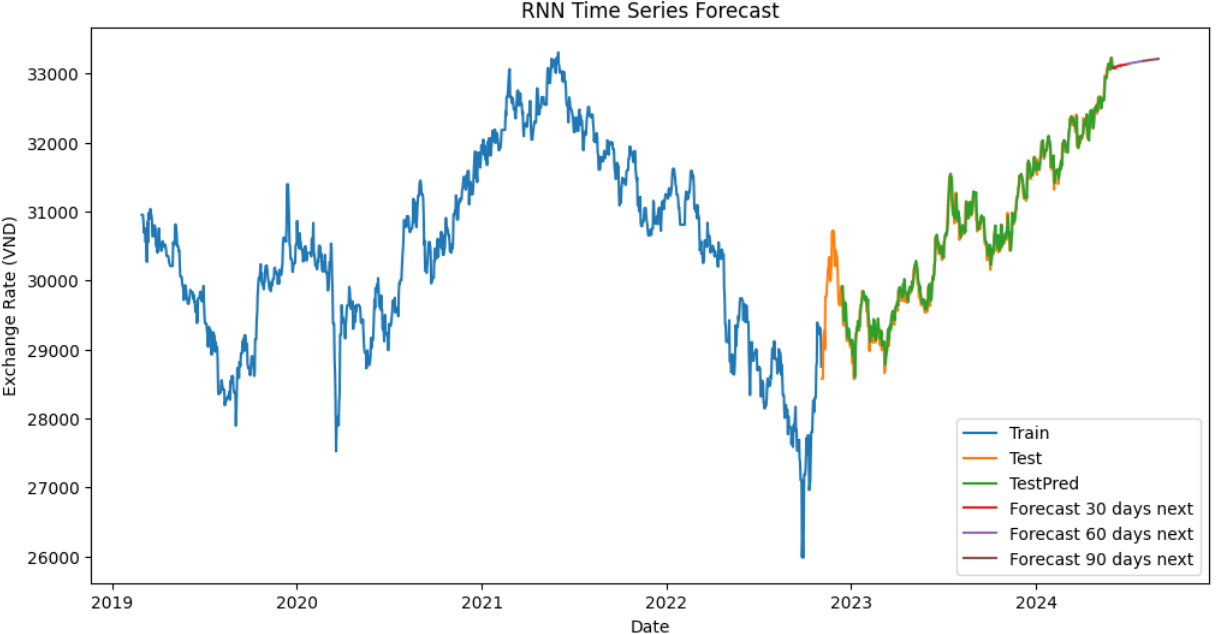 RNN Time Series Forecast
Exchange Rate (VND)
33000
32000
31000
30000
29000
28000
27000
26000
2019
2020
2021
2022
2023
2024
Date
Train
Test
TestPred
Forecast 30 days next
Forecast 60 days next
Forecast 90 days next